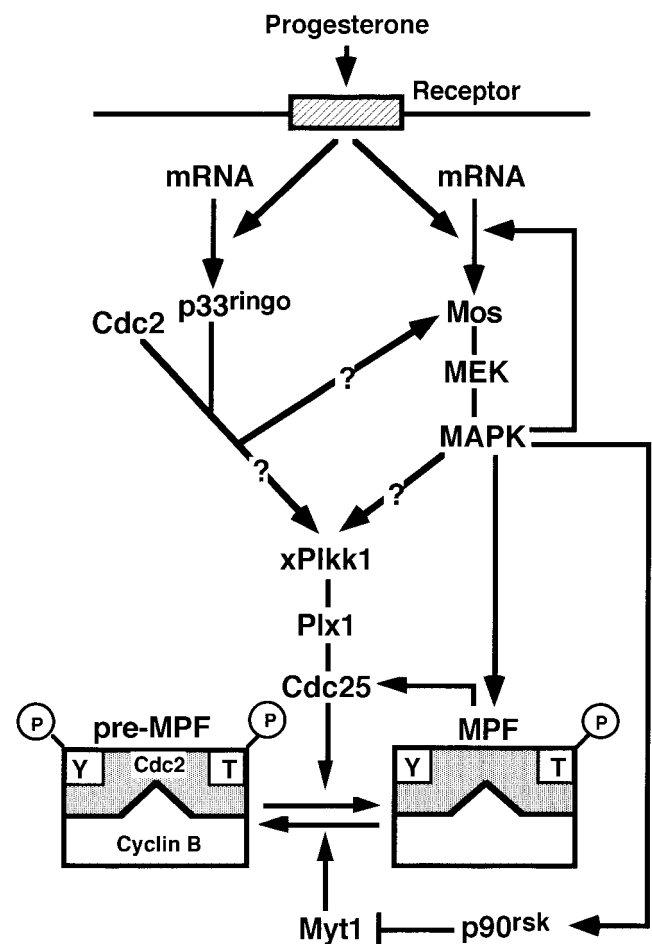 Progesterone
Receptor
mRNA
mRNA
p33ringo
Cdc2
Mos
?
MEK
MAPK
?
?
xPlkk1
Plx1
Cdc25
P
pre-MPF
P
MPF
P
Y
Cdc2
T
Y
T
Cyclin B
Myt1
p90rsk